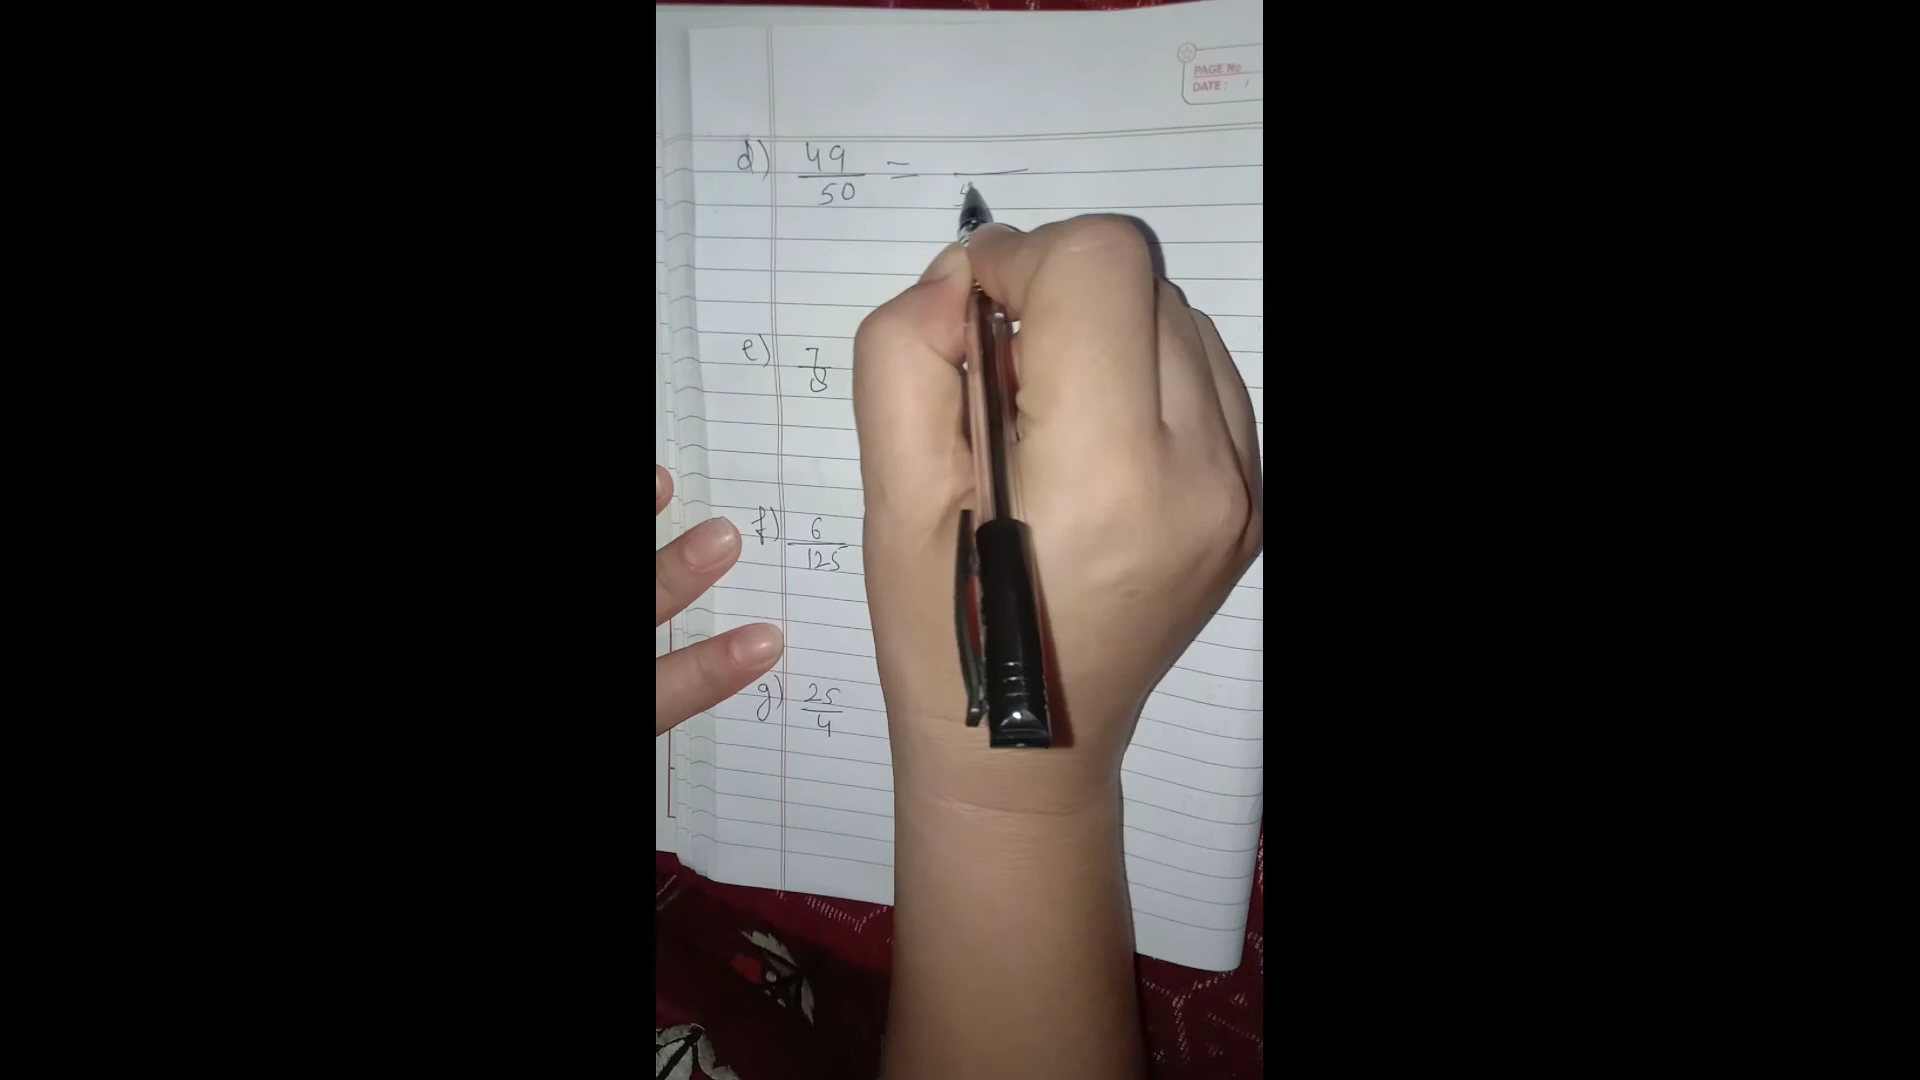 PAGE No
DATE: /
d) 49/50 =
e) 7/8
f) 6/125
g) 25/4